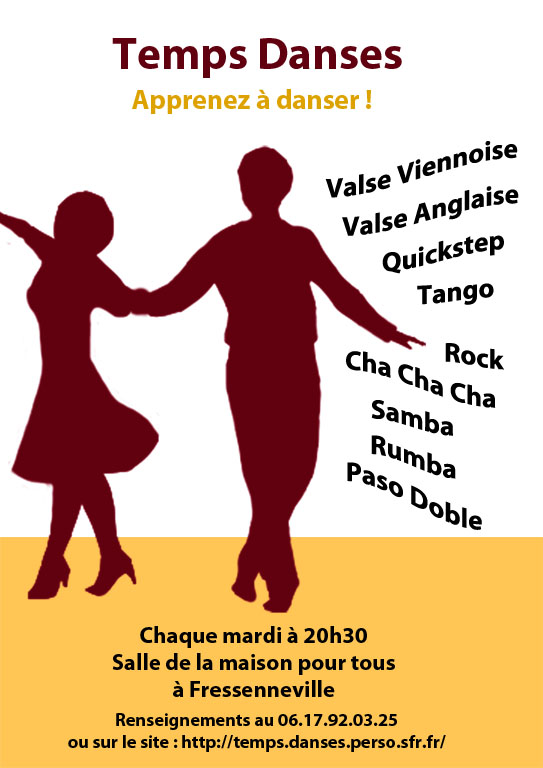 Temps Danses
Apprenez à danser !
Valse Viennoise
Valse Anglaise
Quickstep
Tango
Rock
Cha Cha Cha
Samba
Rumba
Paso Doble
Chaque mardi à 20h30
Salle de la maison pour tous
à Fressenneville
Renseignements au 06.17.92.03.25
ou sur le site : http://temps.danses.perso.sfr.fr/